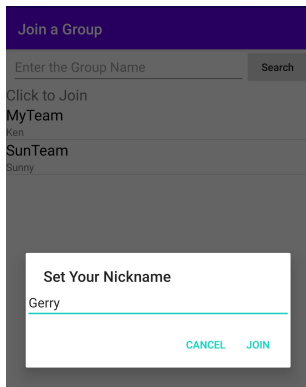 Join a Group
Enter the Group Name Search
Click to Join
MyTeam
Ken
SunTeam
Sunny
Set Your Nickname
Gerry
CANCEL JOIN